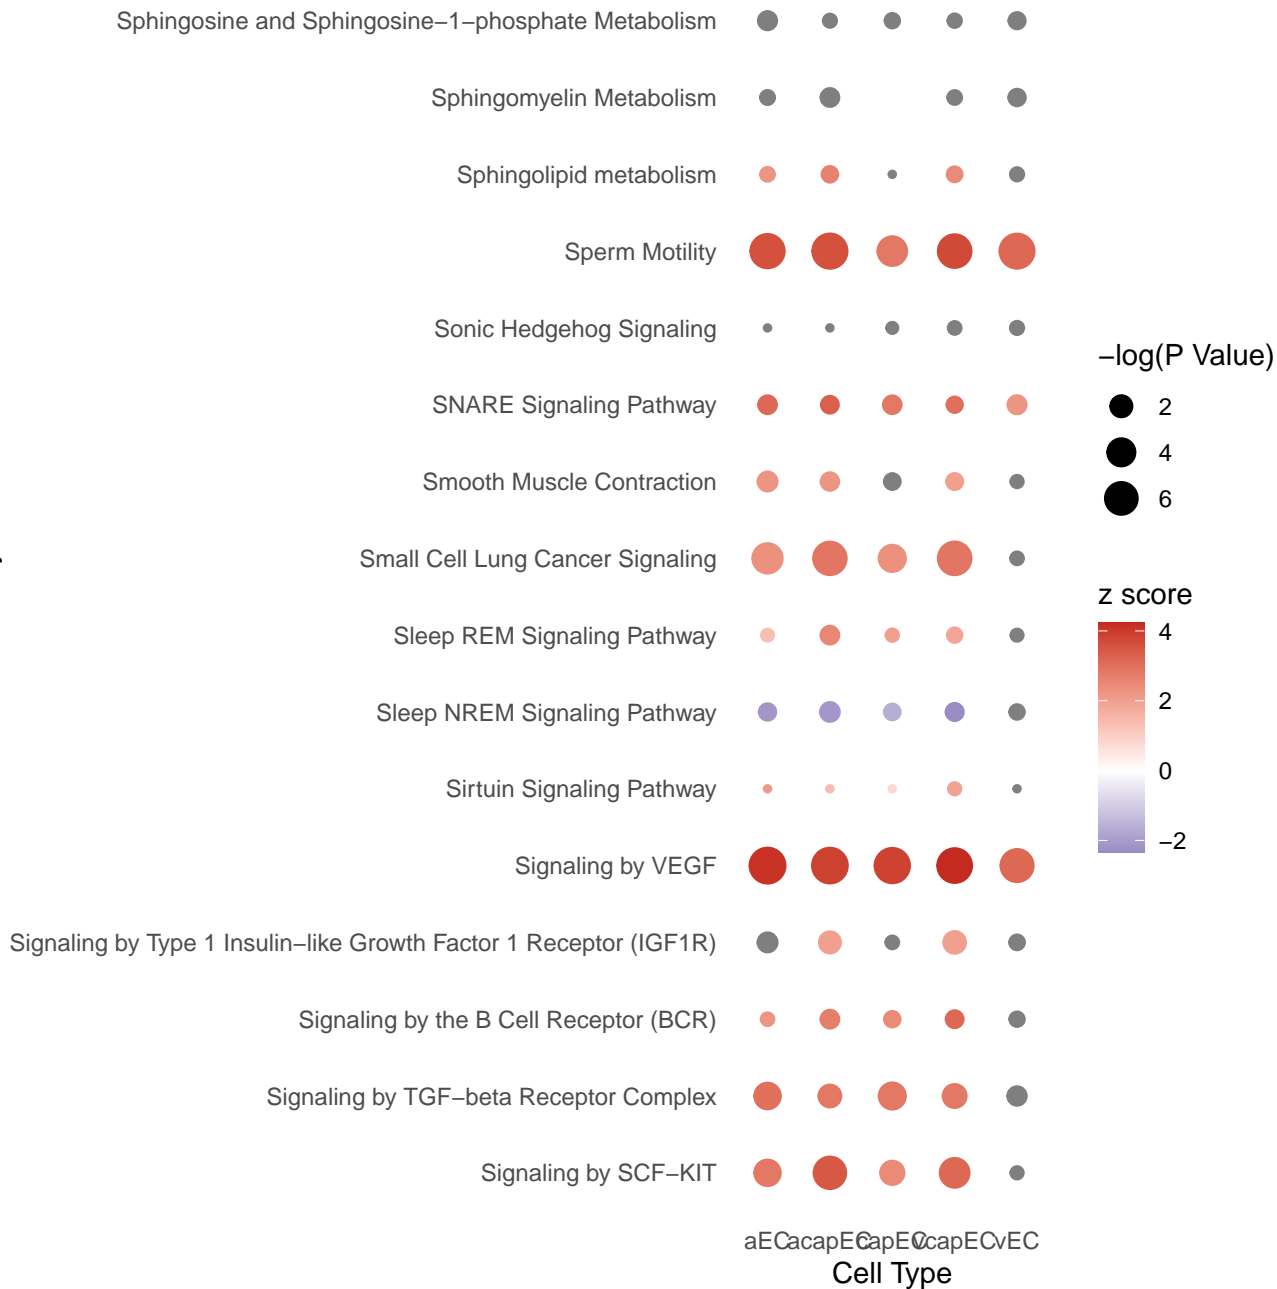 Sphingosine and Sphingosine−1−phosphate Metabolism
Sphingomyelin Metabolism
Sphingolipid metabolism
Sperm Motility
Sonic Hedgehog Signaling
SNARE Signaling Pathway
Smooth Muscle Contraction
Small Cell Lung Cancer Signaling
Sleep REM Signaling Pathway
Sleep NREM Signaling Pathway
Sirtuin Signaling Pathway
Signaling by VEGF
Signaling by Type 1 Insulin−like Growth Factor 1 Receptor (IGF1R)
Signaling by the B Cell Receptor (BCR)
Signaling by TGF−beta Receptor Complex
Signaling by SCF−KIT
aEC acapEC capEC vcapEC vEC
Cell Type
−log(P Value)
2
4
6
z score
4
2
0
−2